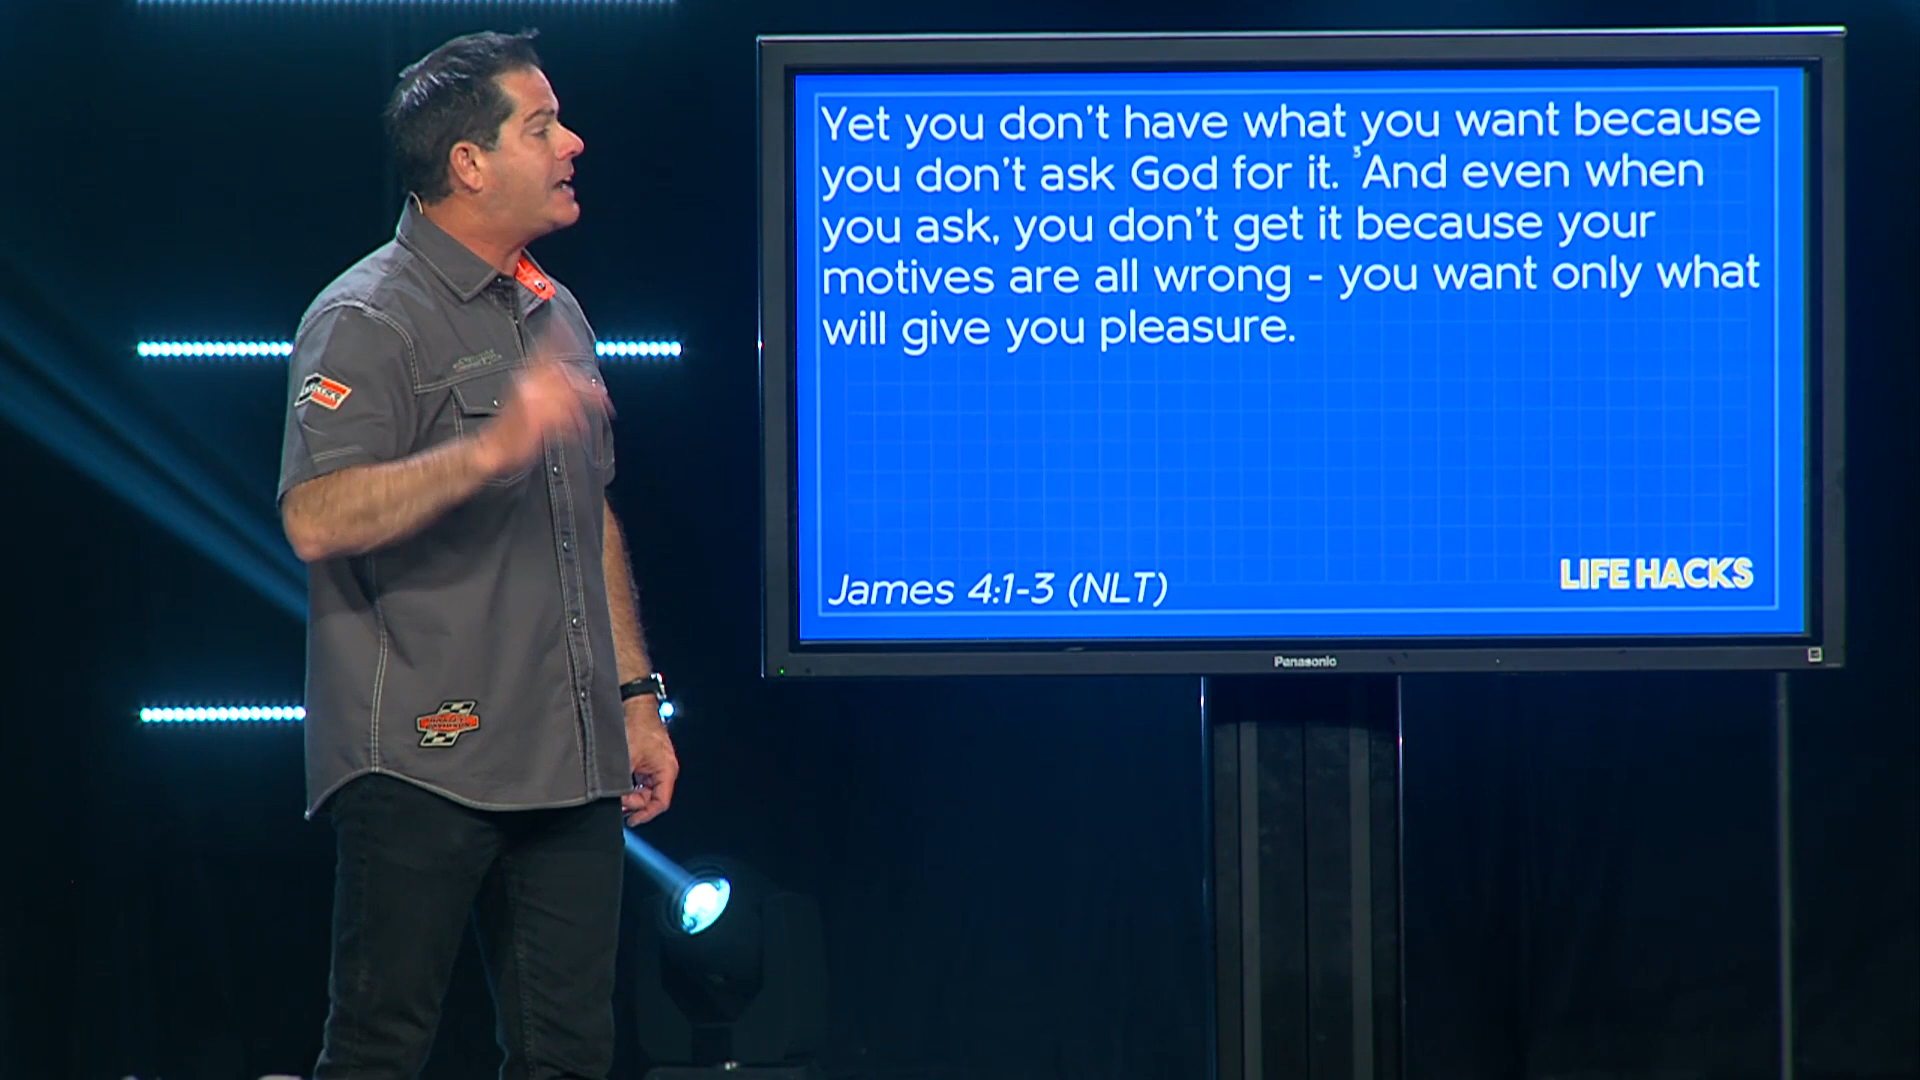 Yet you don't have what you want because
you don't ask God for it. ³And even when
you ask, you don't get it because your
motives are all wrong - you want only what
will give you pleasure.
James 4:1-3 (NLT)
LIFE HACKS
Panasonic